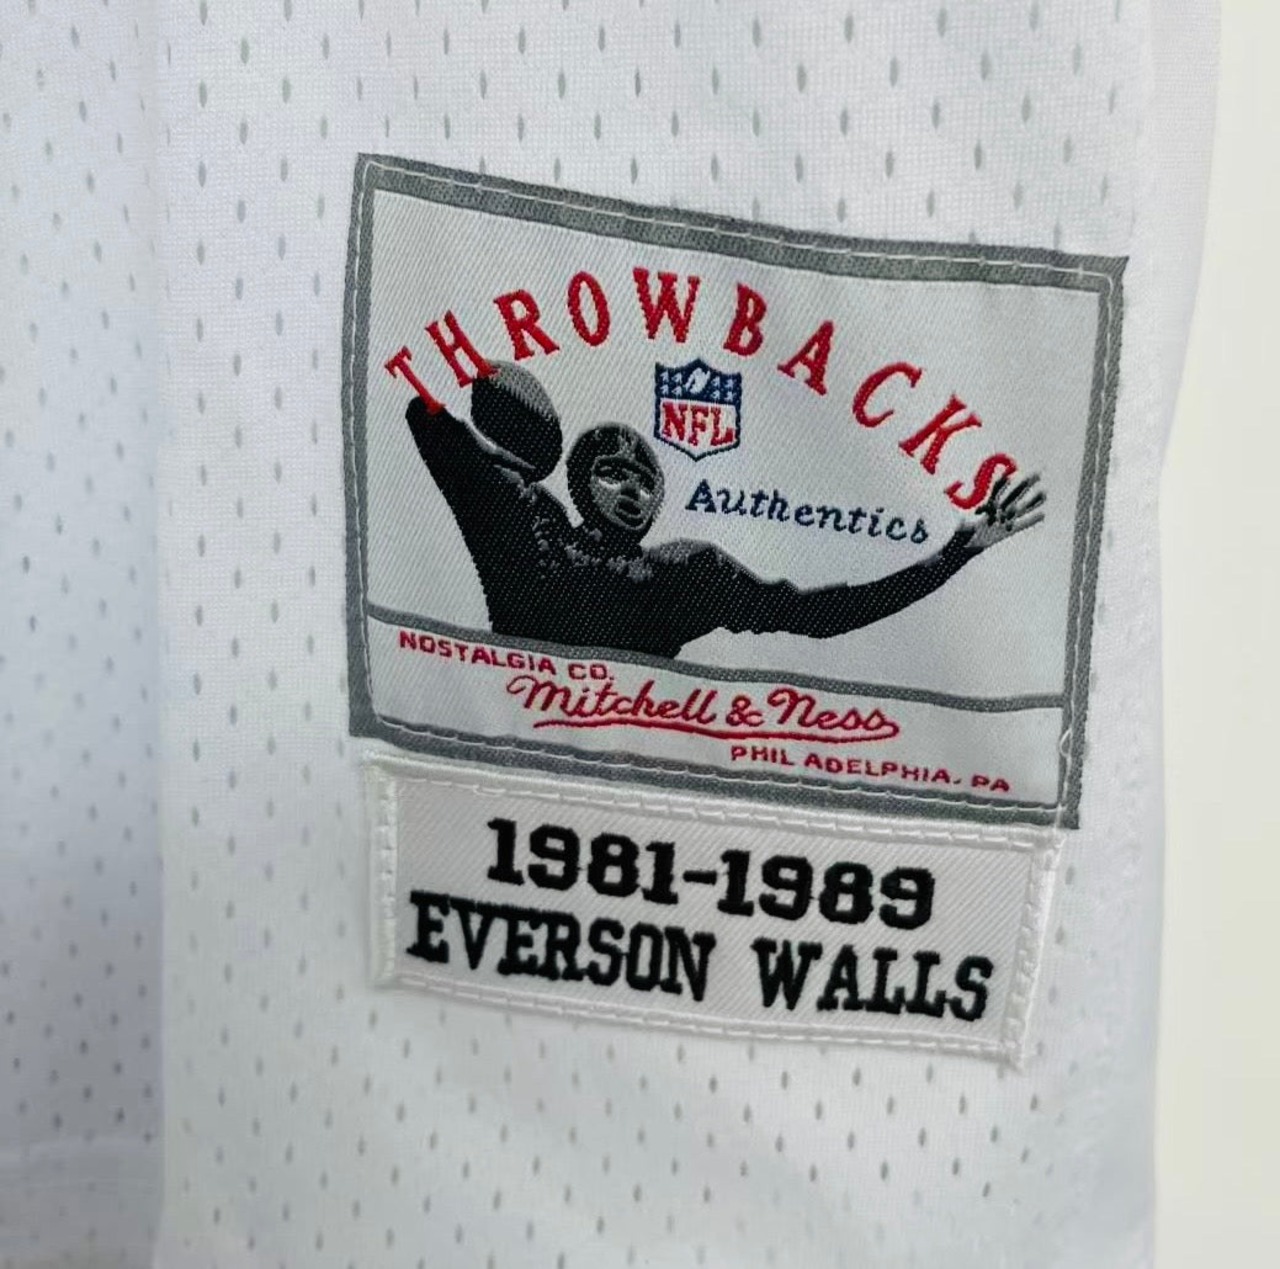 THROWBACKS
NFL
Authentics
NOSTALGIA CO.
Mitchell & Ness
PHILADELPHIA. PA
1981-1989
EVERSON WALLS